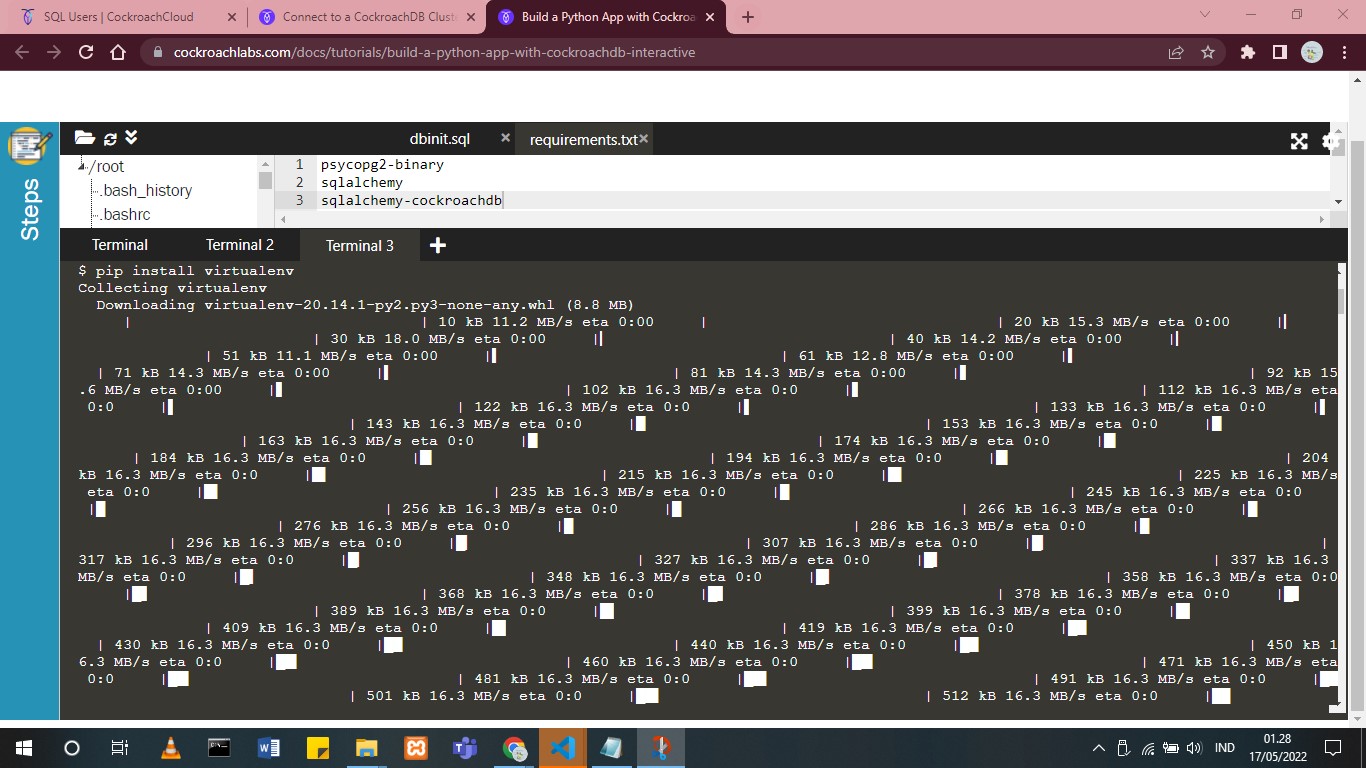 SQL Users | CockroachCloud
Connect to a CockroachDB Clust
Build a Python App with Cockroa
cockroachlabs.com/docs/tutorials/build-a-python-app-with-cockroachdb-interactive
Steps
dbinit.sql
requirements.txt
/root
.bash_history
.bashrc
1 psycopg2-binary
2 sqlalchemy
3 sqlalchemy-cockroachdb
Terminal Terminal 2 Terminal 3
$ pip install virtualenv
Collecting virtualenv
Downloading virtualenv-20.14.1-py2.py3-none-any.whl (8.8 MB)
| | 10 kB 11.2 MB/s eta 0:00 | | 20 kB 15.3 MB/s eta 0:00 |
| 30 kB 18.0 MB/s eta 0:00 | | 40 kB 14.2 MB/s eta 0:00 |
| 51 kB 11.1 MB/s eta 0:00 | | 61 kB 12.8 MB/s eta 0:00 |
| 71 kB 14.3 MB/s eta 0:00 | | 81 kB 14.3 MB/s eta 0:00 | | 92 kB 15
.6 MB/s eta 0:00 | | 102 kB 16.3 MB/s eta 0:0 | | 112 kB 16.3 MB/s eta
0:0 | | 122 kB 16.3 MB/s eta 0:0 | | 133 kB 16.3 MB/s eta 0:0 |
| 143 kB 16.3 MB/s eta 0:0 | | 153 kB 16.3 MB/s eta 0:0 |
| 163 kB 16.3 MB/s eta 0:0 | | 174 kB 16.3 MB/s eta 0:0 |
| 184 kB 16.3 MB/s eta 0:0 | | 194 kB 16.3 MB/s eta 0:0 | | 204
kB 16.3 MB/s eta 0:0 | | 215 kB 16.3 MB/s eta 0:0 | | 225 kB 16.3 MB/s
eta 0:0 | | 235 kB 16.3 MB/s eta 0:0 | | 245 kB 16.3 MB/s eta 0:0
| | 256 kB 16.3 MB/s eta 0:0 | | 266 kB 16.3 MB/s eta 0:0 |
| 276 kB 16.3 MB/s eta 0:0 | | 286 kB 16.3 MB/s eta 0:0 |
| 296 kB 16.3 MB/s eta 0:0 | | 307 kB 16.3 MB/s eta 0:0 | |
317 kB 16.3 MB/s eta 0:0 | | 327 kB 16.3 MB/s eta 0:0 | | 337 kB 16.3
MB/s eta 0:0 | | 348 kB 16.3 MB/s eta 0:0 | | 358 kB 16.3 MB/s eta 0:0
| | 368 kB 16.3 MB/s eta 0:0 | | 378 kB 16.3 MB/s eta 0:0 |
| 389 kB 16.3 MB/s eta 0:0 | | 399 kB 16.3 MB/s eta 0:0 |
| 409 kB 16.3 MB/s eta 0:0 | | 419 kB 16.3 MB/s eta 0:0 |
| 430 kB 16.3 MB/s eta 0:0 | | 440 kB 16.3 MB/s eta 0:0 | | 450 kB 1
6.3 MB/s eta 0:0 | | 460 kB 16.3 MB/s eta 0:0 | | 471 kB 16.3 MB/s eta
0:0 | | 481 kB 16.3 MB/s eta 0:0 | | 491 kB 16.3 MB/s eta 0:0 |
| 501 kB 16.3 MB/s eta 0:0 | | 512 kB 16.3 MB/s eta 0:0 |
IND
01.28
17/05/2022